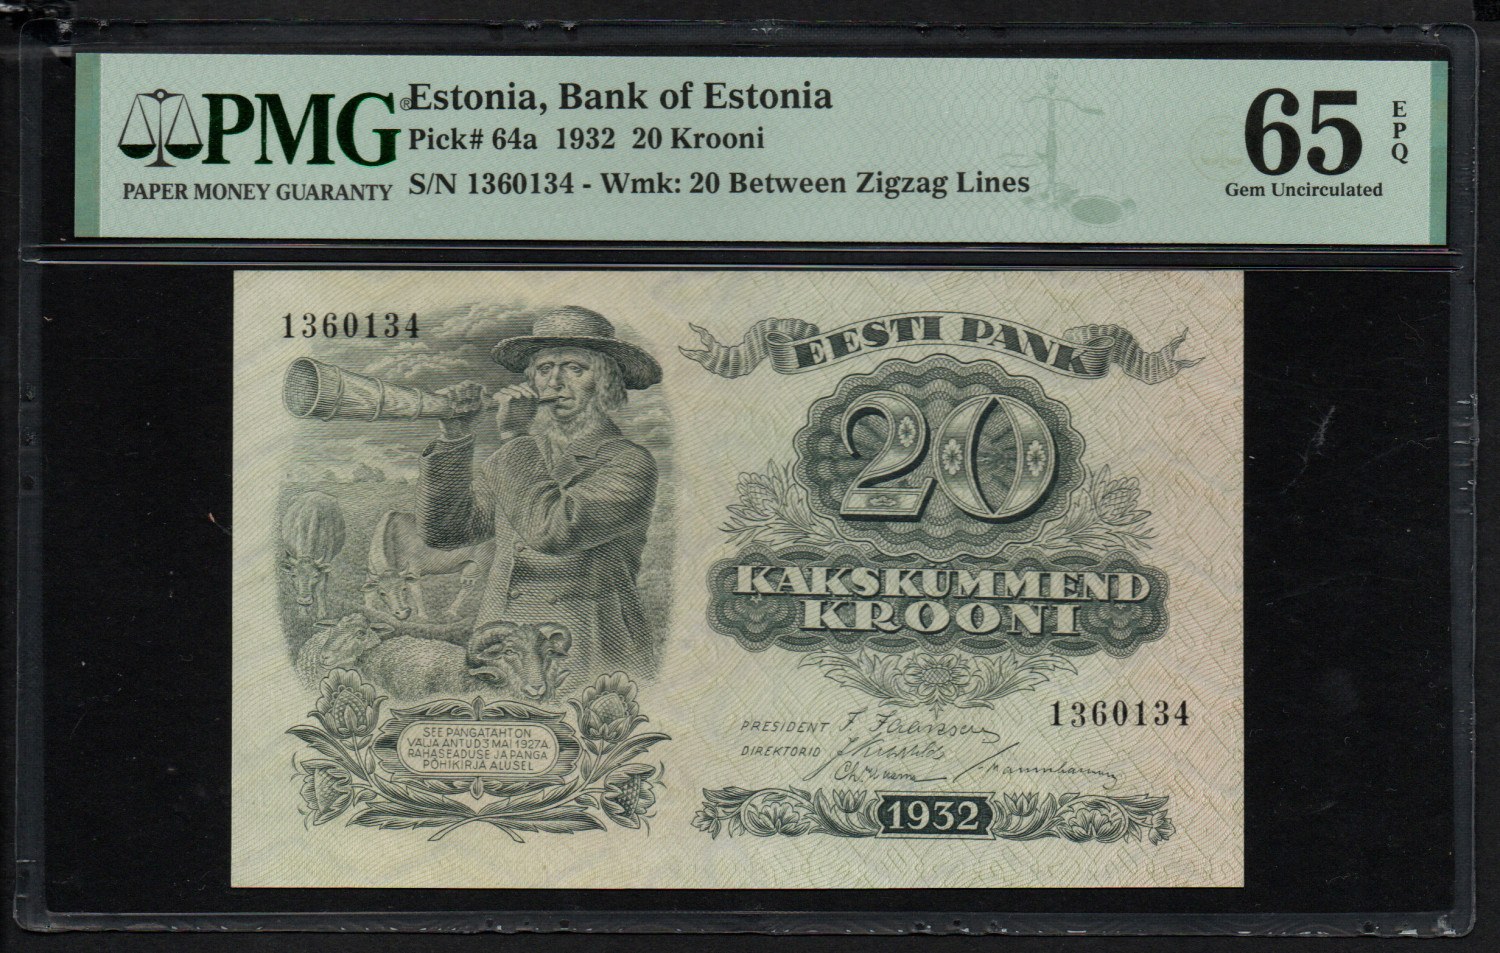 PMG®
PAPER MONEY GUARANTY
Estonia, Bank of Estonia
Pick# 64a 1932 20 Krooni
S/N 1360134 - Wmk: 20 Between Zigzag Lines
65
EPQ
Gem Uncirculated
1360134
EESTI PANK
20
KAKSKÜMMEND
KROONI
SEE PANGATÄHT ON
VÄLJA ANTUD 3 MAI 1927 A.
RAHASEADUSE JA PANGA
PÕHIKIRJA ALUSEL
PRESIDENT
DIREKTORID
1360134
1932